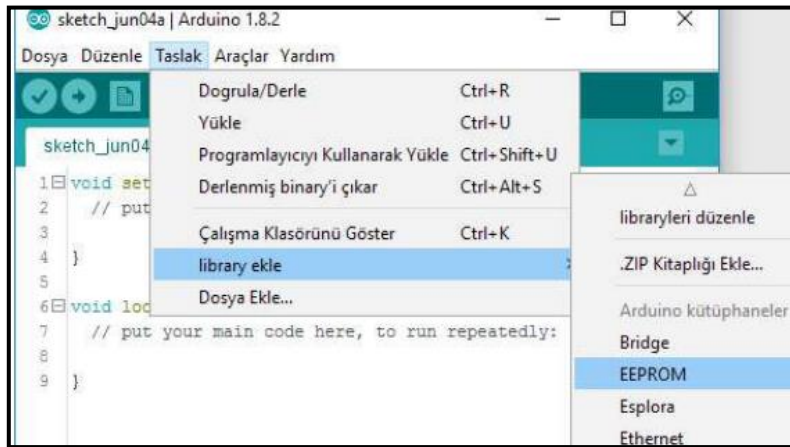 sketch_jun04a | Arduino 1.8.2
Dosya Düzenle Taslak Araçlar Yardım
Dogrula/Derle Ctrl+R
Yükle Ctrl+U
Programlayıcıyı Kullanarak Yükle Ctrl+Shift+U
Derlenmiş binary'i çıkar Ctrl+Alt+S
Çalışma Klasörünü Göster Ctrl+K
library ekle
Dosya Ekle...
sketch_jun04
1 void set
2 // put
3
4 }
5
6 void loo
7 // put your main code here, to run repeatedly:
8
9 }
libraryleri düzenle
.ZIP Kitaplığı Ekle...
Arduino kütüphaneler
Bridge
EEPROM
Esplora
Ethernet